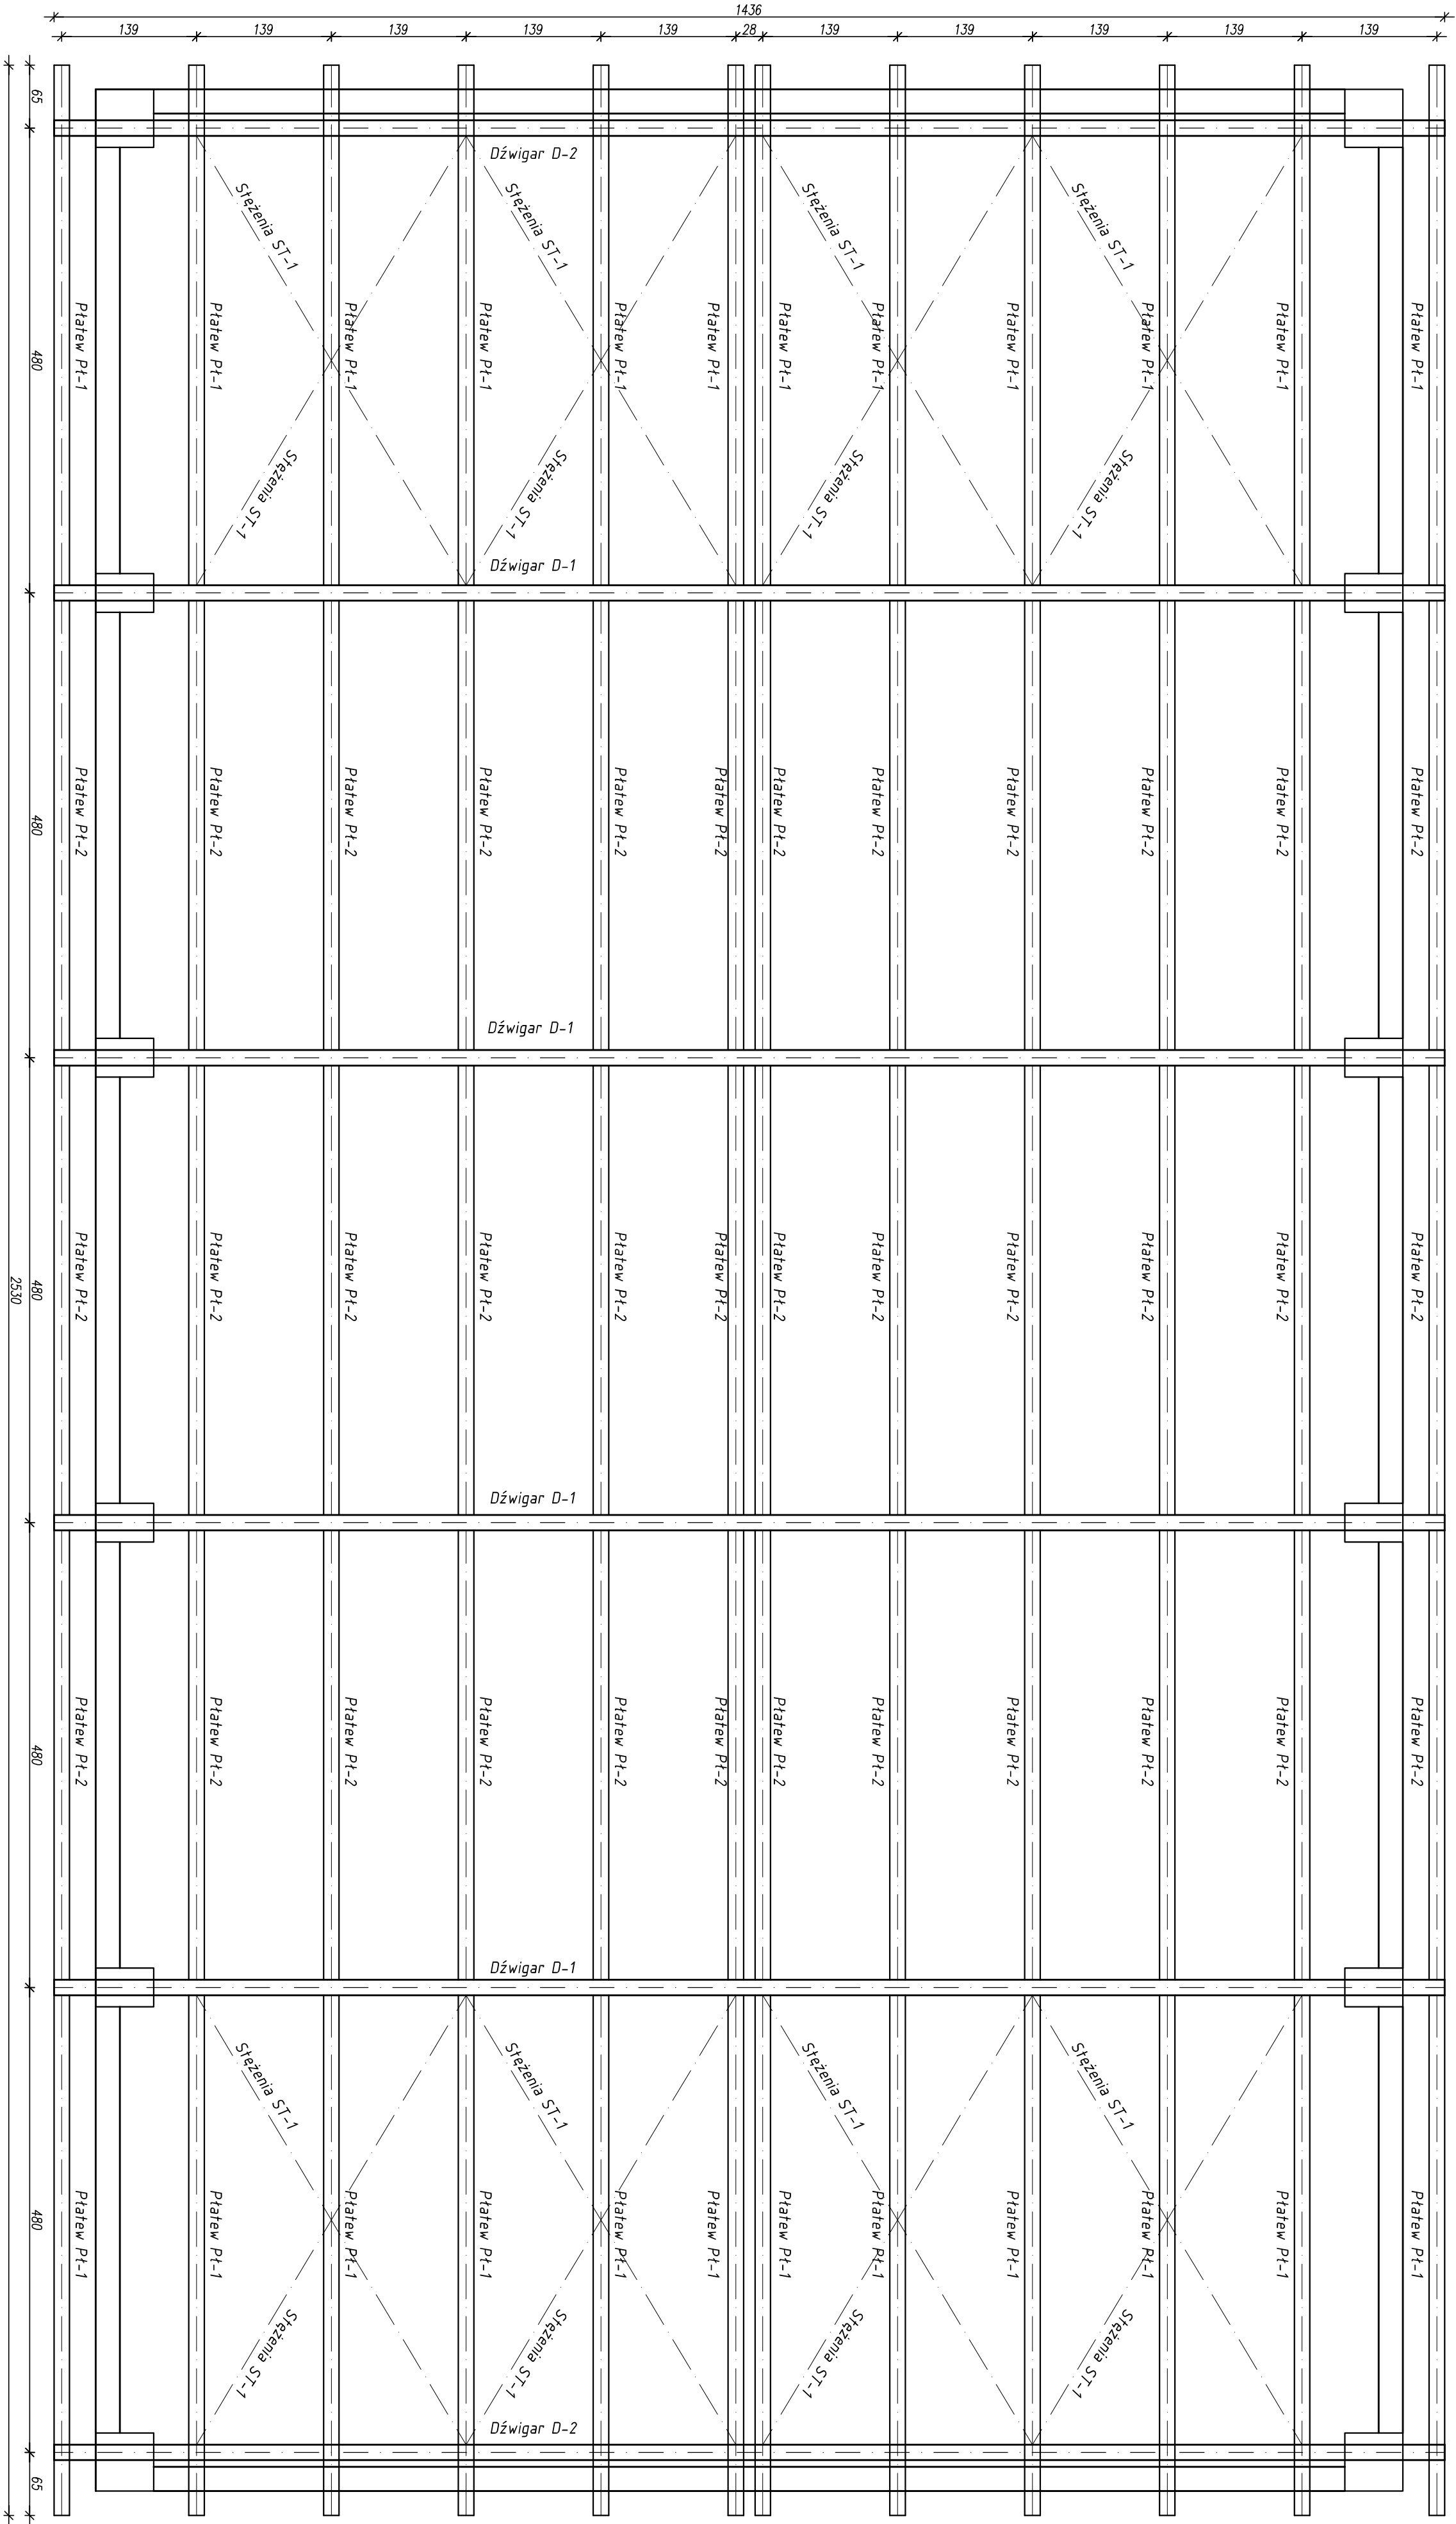 1436
139 139 139 139 139 28 139 139 139 139 139
65
Dźwigar D-2
Stężenia ST-1 Stężenia ST-1 Stężenia ST-1 Stężenia ST-1
480
Płatew Pł-1 Płatew Pł-1 Płatew Pł-1 Płatew Pł-1 Płatew Pł-1 Płatew Pł-1 Płatew Pł-1 Płatew Pł-1 Płatew Pł-1 Płatew Pł-1 Płatew Pł-1 Płatew Pł-1
Stężenia ST-1 Stężenia ST-1 Stężenia ST-1 Stężenia ST-1
Dźwigar D-1
480
Płatew Pł-2 Płatew Pł-2 Płatew Pł-2 Płatew Pł-2 Płatew Pł-2 Płatew Pł-2 Płatew Pł-2 Płatew Pł-2 Płatew Pł-2 Płatew Pł-2 Płatew Pł-2 Płatew Pł-2
Dźwigar D-1
2530
480
Płatew Pł-2 Płatew Pł-2 Płatew Pł-2 Płatew Pł-2 Płatew Pł-2 Płatew Pł-2 Płatew Pł-2 Płatew Pł-2 Płatew Pł-2 Płatew Pł-2 Płatew Pł-2 Płatew Pł-2
Dźwigar D-1
480
Płatew Pł-2 Płatew Pł-2 Płatew Pł-2 Płatew Pł-2 Płatew Pł-2 Płatew Pł-2 Płatew Pł-2 Płatew Pł-2 Płatew Pł-2 Płatew Pł-2 Płatew Pł-2 Płatew Pł-2
Dźwigar D-1
Stężenia ST-1 Stężenia ST-1 Stężenia ST-1 Stężenia ST-1
480
Płatew Pł-1 Płatew Pł-1 Płatew Pł-1 Płatew Pł-1 Płatew Pł-1 Płatew Pł-1 Płatew Pł-1 Płatew Pł-1 Płatew Pł-1 Płatew Pł-1 Płatew Pł-1 Płatew Pł-1
Stężenia ST-1 Stężenia ST-1 Stężenia ST-1 Stężenia ST-1
Dźwigar D-2
65